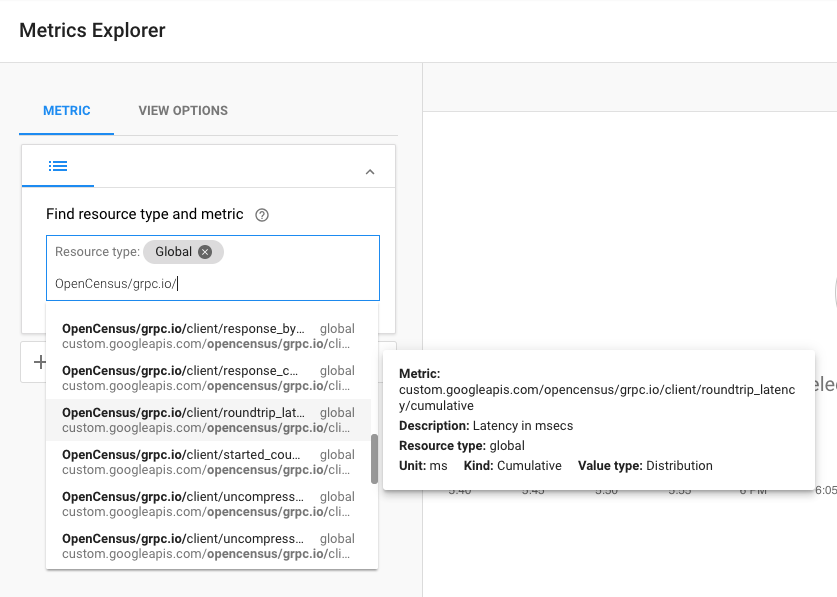 Metrics Explorer
METRIC
VIEW OPTIONS
Find resource type and metric
Resource type: Global
OpenCensus/grpc.io/
OpenCensus/grpc.io/client/response_by... global
custom.googleapis.com/opencensus/grpc.io/cli...
OpenCensus/grpc.io/client/response_c... global
custom.googleapis.com/opencensus/grpc.io/cli...
OpenCensus/grpc.io/client/roundtrip_lat... global
custom.googleapis.com/opencensus/grpc.io/cli...
OpenCensus/grpc.io/client/started_cou... global
custom.googleapis.com/opencensus/grpc.io/cli...
OpenCensus/grpc.io/client/uncompress... global
custom.googleapis.com/opencensus/grpc.io/cli...
OpenCensus/grpc.io/client/uncompress... global
custom.googleapis.com/opencensus/grpc.io/cli...
Metric:
custom.googleapis.com/opencensus/grpc.io/client/roundtrip_latenc
y/cumulative
Description: Latency in msecs
Resource type: global
Unit: ms Kind: Cumulative Value type: Distribution
5:40 5:45 5:50 5:55 6 PM 6:05